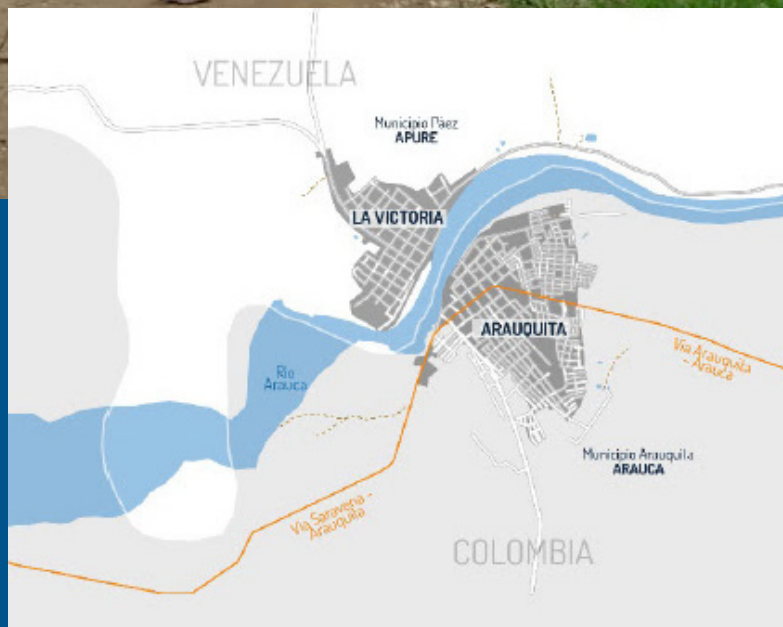 VENEZUELA
Municipio Páez
APURE
LA VICTORIA
ARAUQUITA
Río
Arauca
Vía Arauquita
- Arauca
Municipio Arauquita
ARAUCA
Vía Saravena -
Arauquita
COLOMBIA